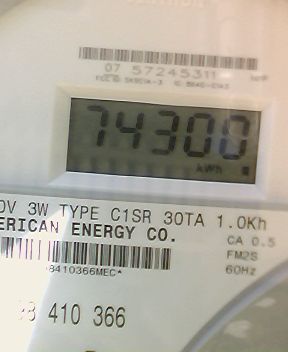 07 57245311
74300
kWh
0V 3W TYPE C1SR 30TA 1.0Kh
ERICAN ENERGY CO.
CA 0.5
FM2S
60Hz
8410366MEC*
98 410 366